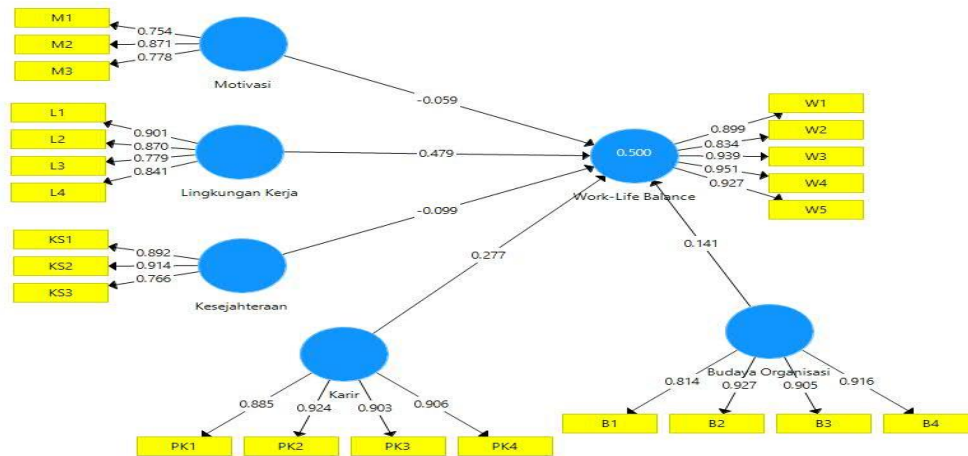 M1
0.754
M2
0.871
M3
0.778
Motivasi
-0.059
L1
0.901
L2
0.870
L3
0.779
L4
0.841
Lingkungan Kerja
0.479
KS1
0.892
KS2
0.914
KS3
0.766
Kesejahteraan
-0.099
0.500
Work-Life Balance
W1
0.899
W2
0.834
W3
0.939
W4
0.951
W5
0.927
0.277
0.141
Karir
0.885
0.924
0.903
0.906
PK1
PK2
PK3
PK4
Budaya Organisasi
0.814
0.927
0.905
0.916
B1
B2
B3
B4